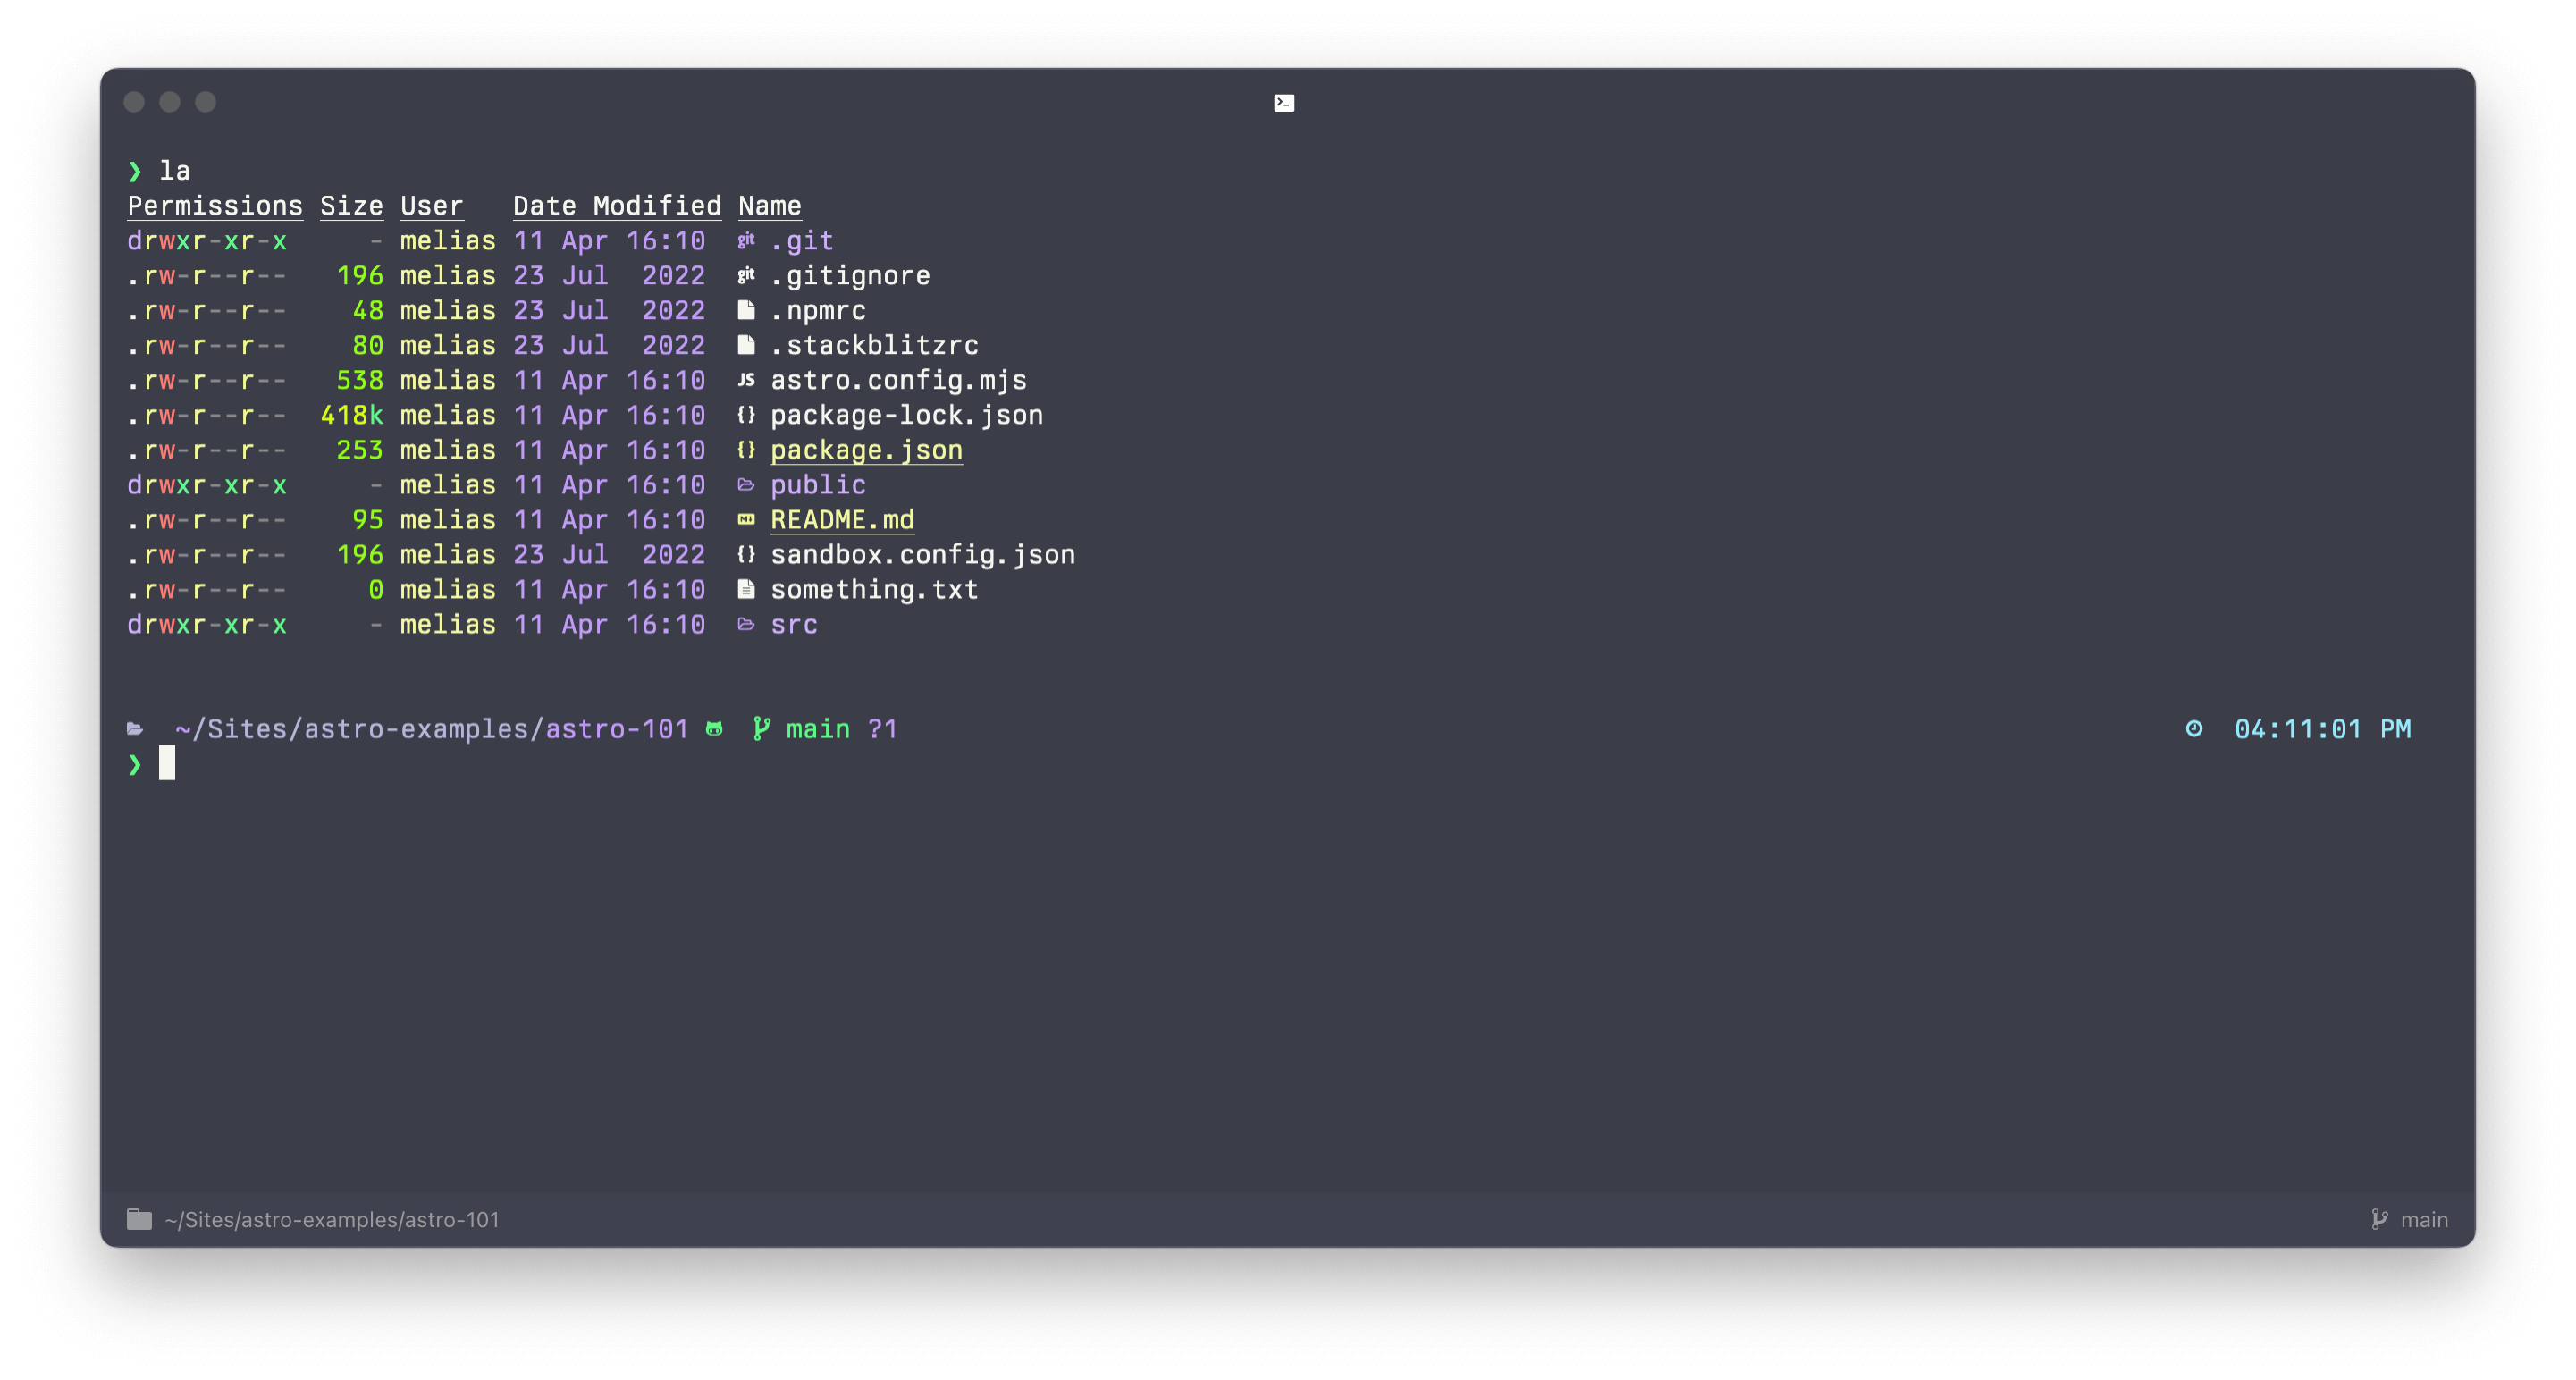 ❯ la
Permissions Size User   Date Modified Name
drwxr-xr-x     - melias 11 Apr 16:10  git .git
.rw-r--r--   196 melias 23 Jul  2022  git .gitignore
.rw-r--r--    48 melias 23 Jul  2022  .npmrc
.rw-r--r--    80 melias 23 Jul  2022  .stackblitzrc
.rw-r--r--   538 melias 11 Apr 16:10  JS astro.config.mjs
.rw-r--r--  418k melias 11 Apr 16:10  {} package-lock.json
.rw-r--r--   253 melias 11 Apr 16:10  {} package.json
drwxr-xr-x     - melias 11 Apr 16:10  public
.rw-r--r--    95 melias 11 Apr 16:10  README.md
.rw-r--r--   196 melias 23 Jul  2022  {} sandbox.config.json
.rw-r--r--     0 melias 11 Apr 16:10  something.txt
drwxr-xr-x     - melias 11 Apr 16:10  src
~/Sites/astro-examples/astro-101 main ?1 04:11:01 PM
❯
~/Sites/astro-examples/astro-101 main